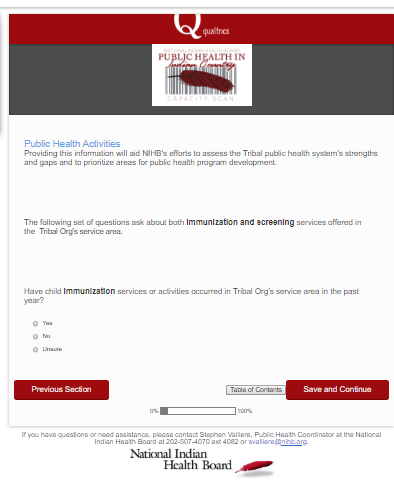 Qualtrics
NATIONAL INDIAN HEALTH BOARD
PUBLIC HEALTH IN
Indian Country
CAPACITY SCAN
Public Health Activities
Providing this information will aid NIHB's efforts to assess the Tribal public health system's strengths
and gaps and to prioritize areas for public health program development.
The following set of questions ask about both immunization and screening services offered in
the Tribal Org's service area.
Have child immunization services or activities occurred in Tribal Org's service area in the past
year?
Yes
No
Unsure
Previous Section
Table of Contents
Save and Continue
0%
100%
If you have questions or need assistance, please contact Stephen Valliere, Public Health Coordinator at the National
Indian Health Board at 202-507-4070 ext 4082 or svalliere@nihb.org.
National Indian
Health Board